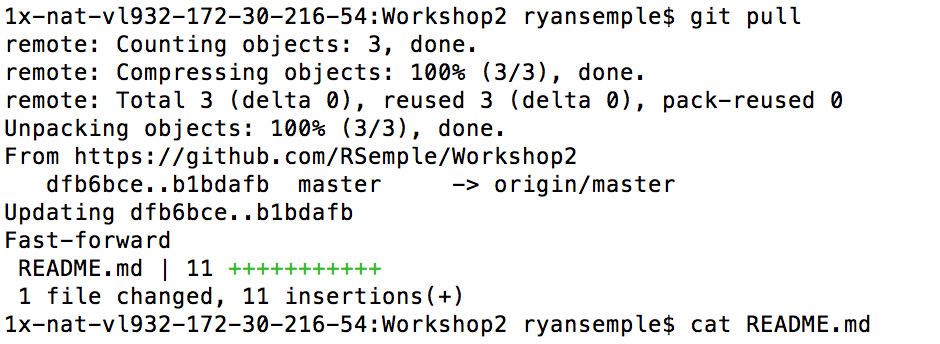 1x-nat-vl932-172-30-216-54:Workshop2 ryansemple$ git pull
remote: Counting objects: 3, done.
remote: Compressing objects: 100% (3/3), done.
remote: Total 3 (delta 0), reused 3 (delta 0), pack-reused 0
Unpacking objects: 100% (3/3), done.
From https://github.com/RSemple/Workshop2
   dfb6bce..b1bdafb  master     -> origin/master
Updating dfb6bce..b1bdafb
Fast-forward
 README.md | 11 +++++++++++
 1 file changed, 11 insertions(+)
1x-nat-vl932-172-30-216-54:Workshop2 ryansemple$ cat README.md